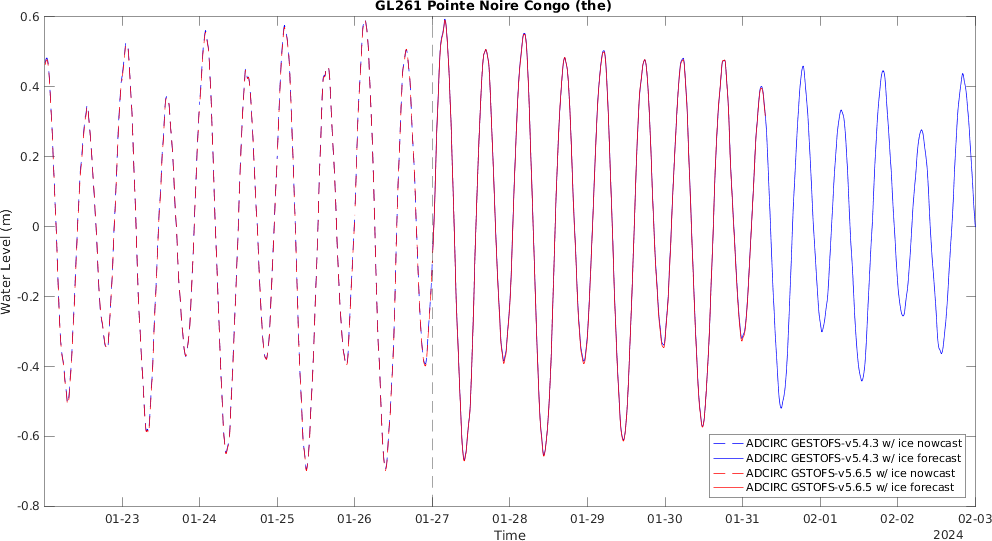 GL261 Pointe Noire Congo (the)
0.6
0.4
0.2
0
-0.2
-0.4
-0.6
-0.8
Water Level (m)
01-23 01-24 01-25 01-26 01-27 01-28 01-29 01-30 01-31 02-01 02-02 02-03
Time
2024
ADCIRC GESTOFS-v5.4.3 w/ ice nowcast
ADCIRC GESTOFS-v5.4.3 w/ ice forecast
ADCIRC GSTOFS-v5.6.5 w/ ice nowcast
ADCIRC GSTOFS-v5.6.5 w/ ice forecast